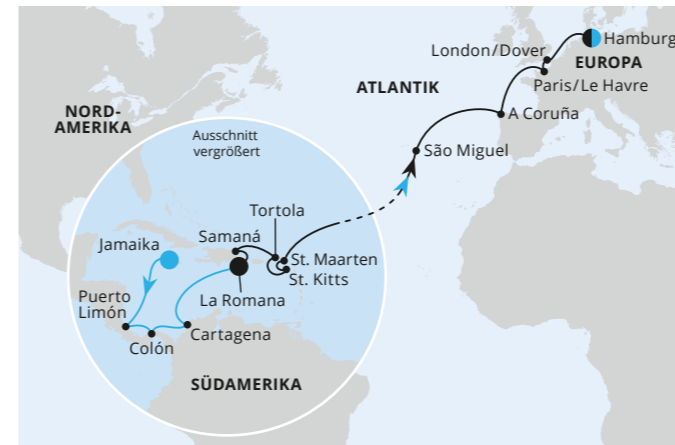 London/Dover
Hamburg
EUROPA
Paris/Le Havre
ATLANTIK
A Coruña
NORD-
AMERIKA
Ausschnitt
vergrößert
São Miguel
Tortola
Samaná
Jamaika
St. Maarten
St. Kitts
La Romana
Puerto
Limón
Cartagena
Colón
SÜDAMERIKA